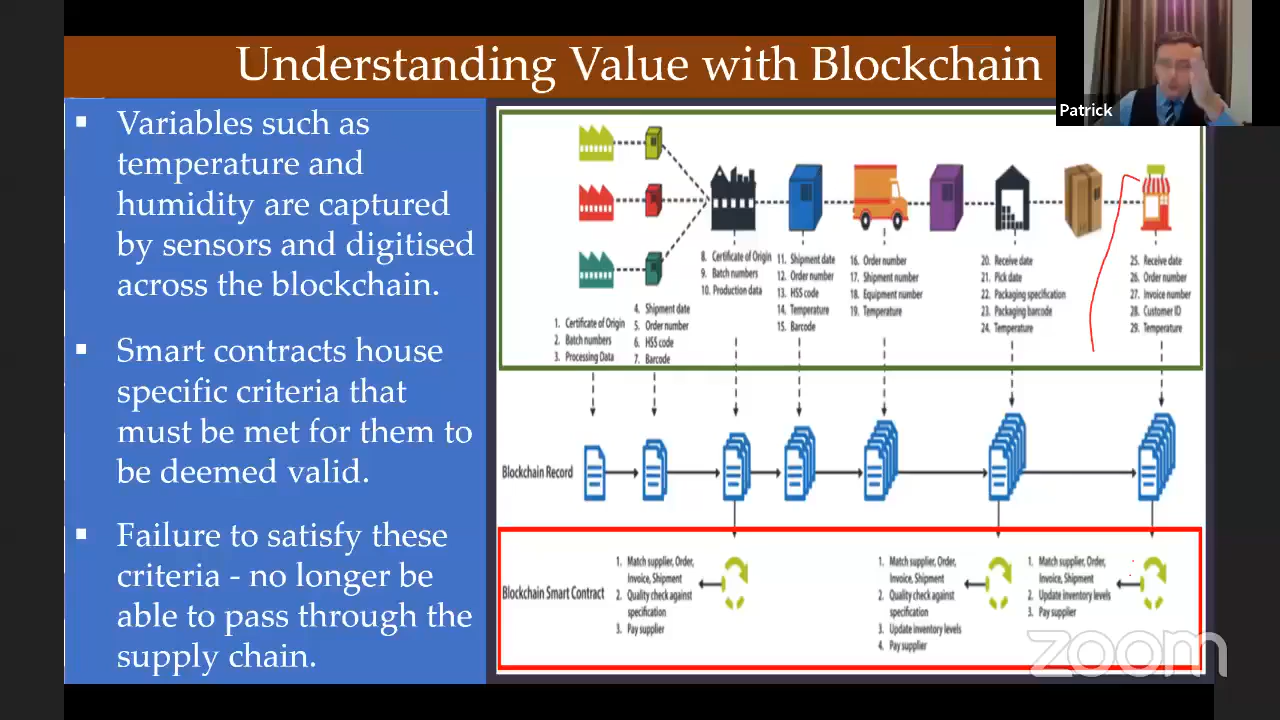 Understanding Value with Blockchain
Patrick
▪ Variables such as
temperature and
humidity are captured
by sensors and digitised
across the blockchain.
▪ Smart contracts house
specific criteria that
must be met for them to
be deemed valid.
▪ Failure to satisfy these
criteria - no longer be
able to pass through the
supply chain.
1. Certificate of Origin
2. Batch numbers
3. Processing Data
4. Shipment date
5. Order number
6. HSS code
7. Barcode
8. Certificate of Origin
9. Batch numbers
10. Production data
11. Shipment date
12. Order number
13. HSS code
14. Temperature
15. Barcode
16. Order number
17. Shipment number
18. Equipment number
19. Temperature
20. Receive date
21. Pick date
22. Packaging specification
23. Packaging barcode
24. Temperature
25. Receive date
26. Order number
27. Invoice number
28. Customer ID
29. Temperature
Blockchain Record
Blockchain Smart Contract
1. Match supplier, Order,
Invoice, Shipment
2. Quality check against
specification
3. Pay supplier
1. Match supplier, Order,
Invoice, Shipment
2. Quality check against
specification
3. Update inventory levels
4. Pay supplier
1. Match supplier, Order,
Invoice, Shipment
2. Update inventory levels
3. Pay supplier
zoom